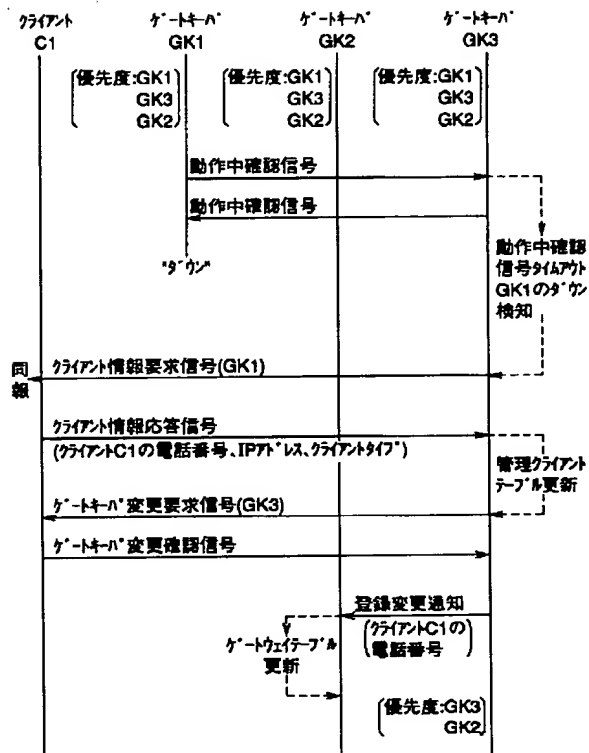 クライアント
C1
ゲートキーパ
GK1
ゲートキーパ
GK2
ゲートキーパ
GK3
優先度:GK1
GK3
GK2
優先度:GK1
GK3
GK2
優先度:GK1
GK3
GK2
動作中確認信号
動作中確認信号
"ダウン"
動作中確認
信号タイムアウト
GK1のダウン
検知
同
報
クライアント情報要求信号(GK1)
クライアント情報応答信号
(クライアントC1の電話番号、IPアドレス、クライアントタイプ)
管理クライアント
テーブル更新
ゲートキーパ変更要求信号(GK3)
ゲートキーパ変更確認信号
登録変更通知
クライアントC1の
電話番号
ゲートウェイテーブル
更新
優先度:GK3
GK2